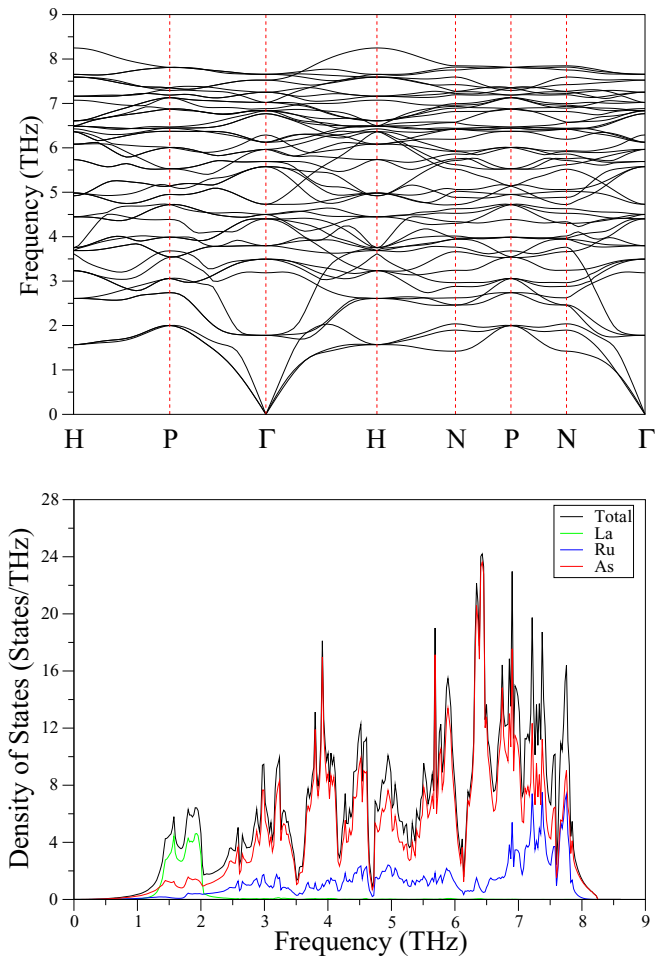 9
8
7
6
5
4
3
2
1
0
Frequency (THz)
H P Γ H N P N Γ
28
24
20
16
12
8
4
0
Density of States (States/THz)
Total
La
Ru
As
0 1 2 3 4 5 6 7 8 9
Frequency (THz)